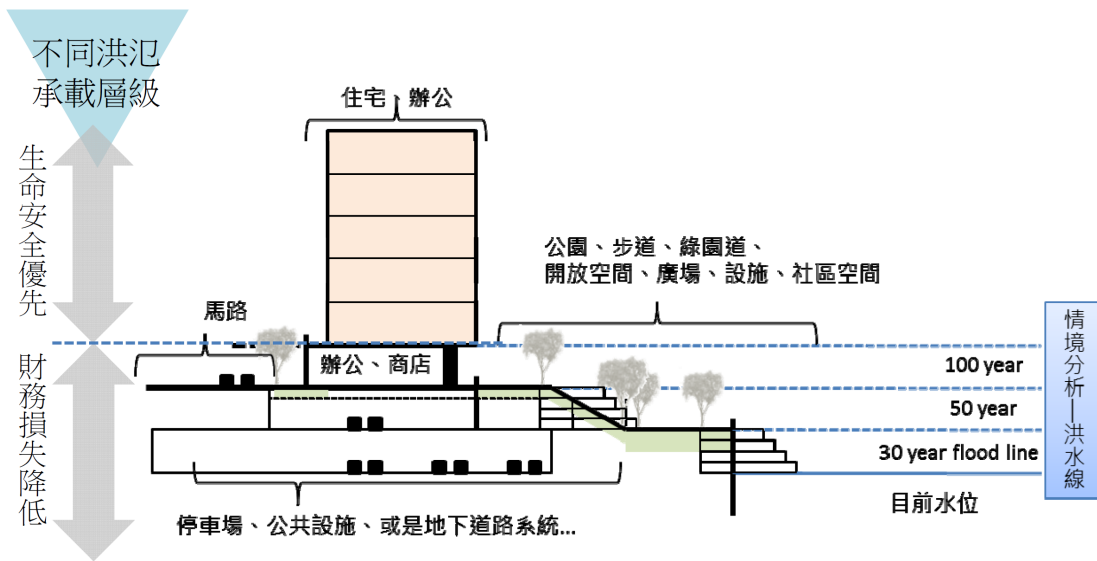 不同洪氾
承載層級
生命安全優先
財務損失降低
住宅、辦公
公園、步道、綠園道、
開放空間、廣場、設施、社區空間
馬路
辦公、商店
100 year
50 year
30 year flood line
目前水位
停車場、公共設施、或是地下道路系統...
情境分析—洪水線